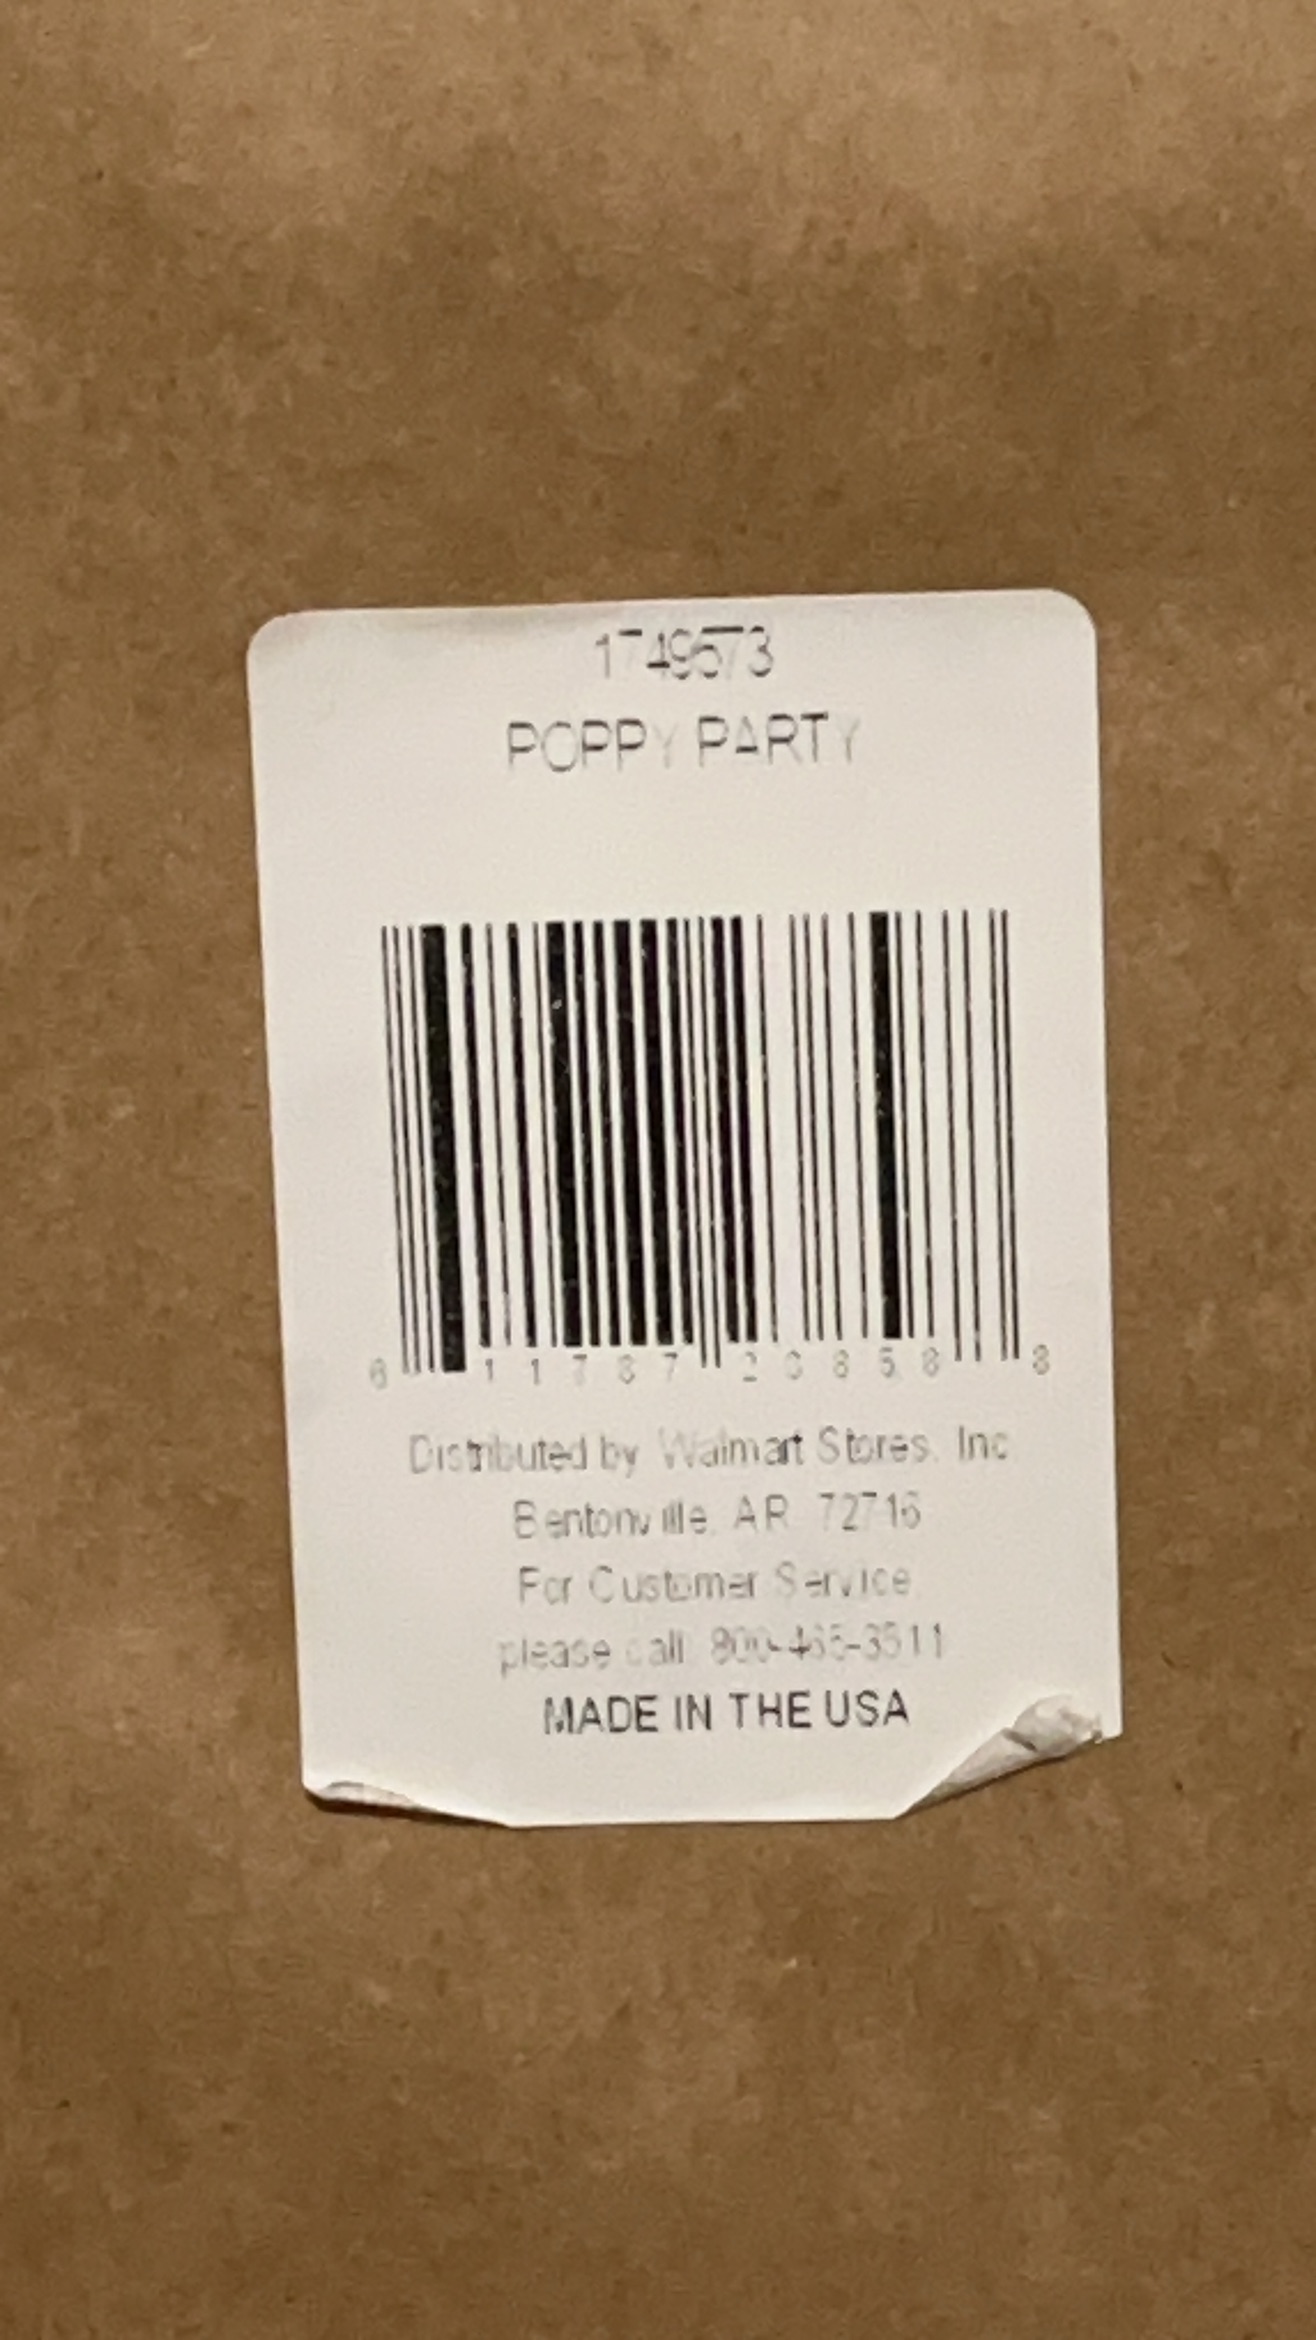 1749573
POPPY PARTY
6 11787 23858 8
Distributed by Walmart Stores, Inc
Bentonville, AR 72716
For Customer Service
please call 800-465-3511
MADE IN THE USA